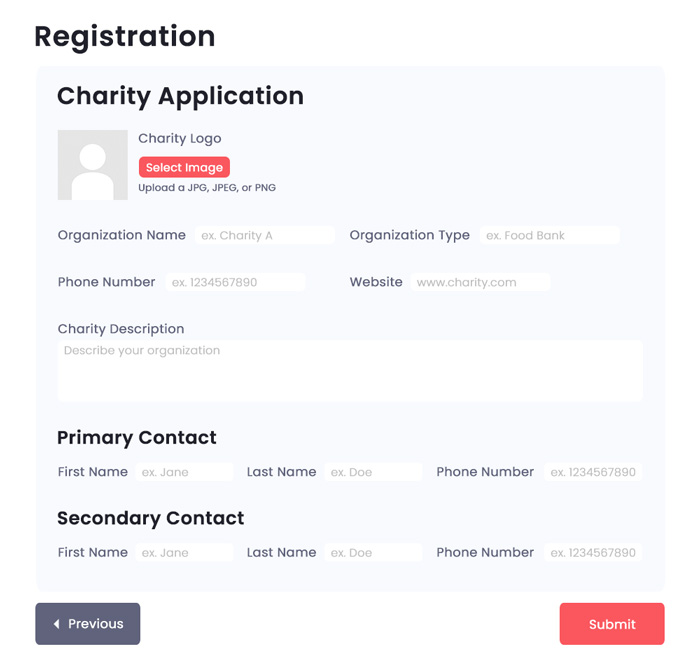 Registration
Charity Application
Charity Logo
Select Image
Upload a JPG, JPEG, or PNG
Organization Name ex. Charity A Organization Type ex. Food Bank
Phone Number ex. 1234567890 Website www.charity.com
Charity Description
Describe your organization
Primary Contact
First Name ex. Jane Last Name ex. Doe Phone Number ex. 1234567890
Secondary Contact
First Name ex. Jane Last Name ex. Doe Phone Number ex. 1234567890
Previous Submit